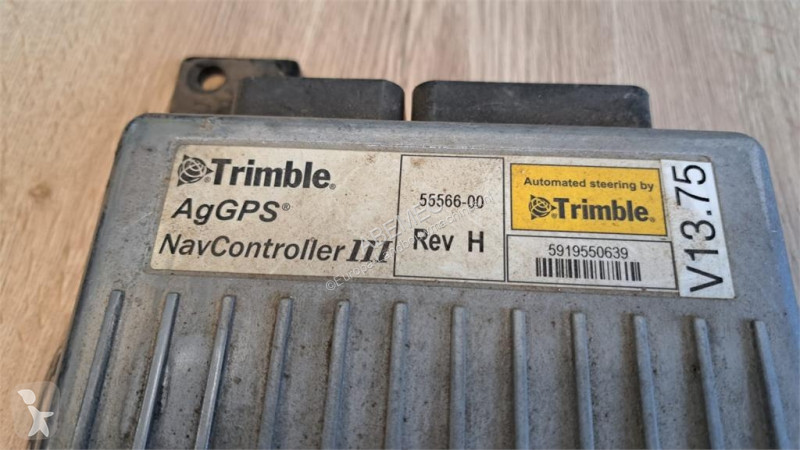 Trimble®
AgGPS®
NavController III
55566-00
Rev H
Automated steering by
Trimble.
5919550639
V13.75